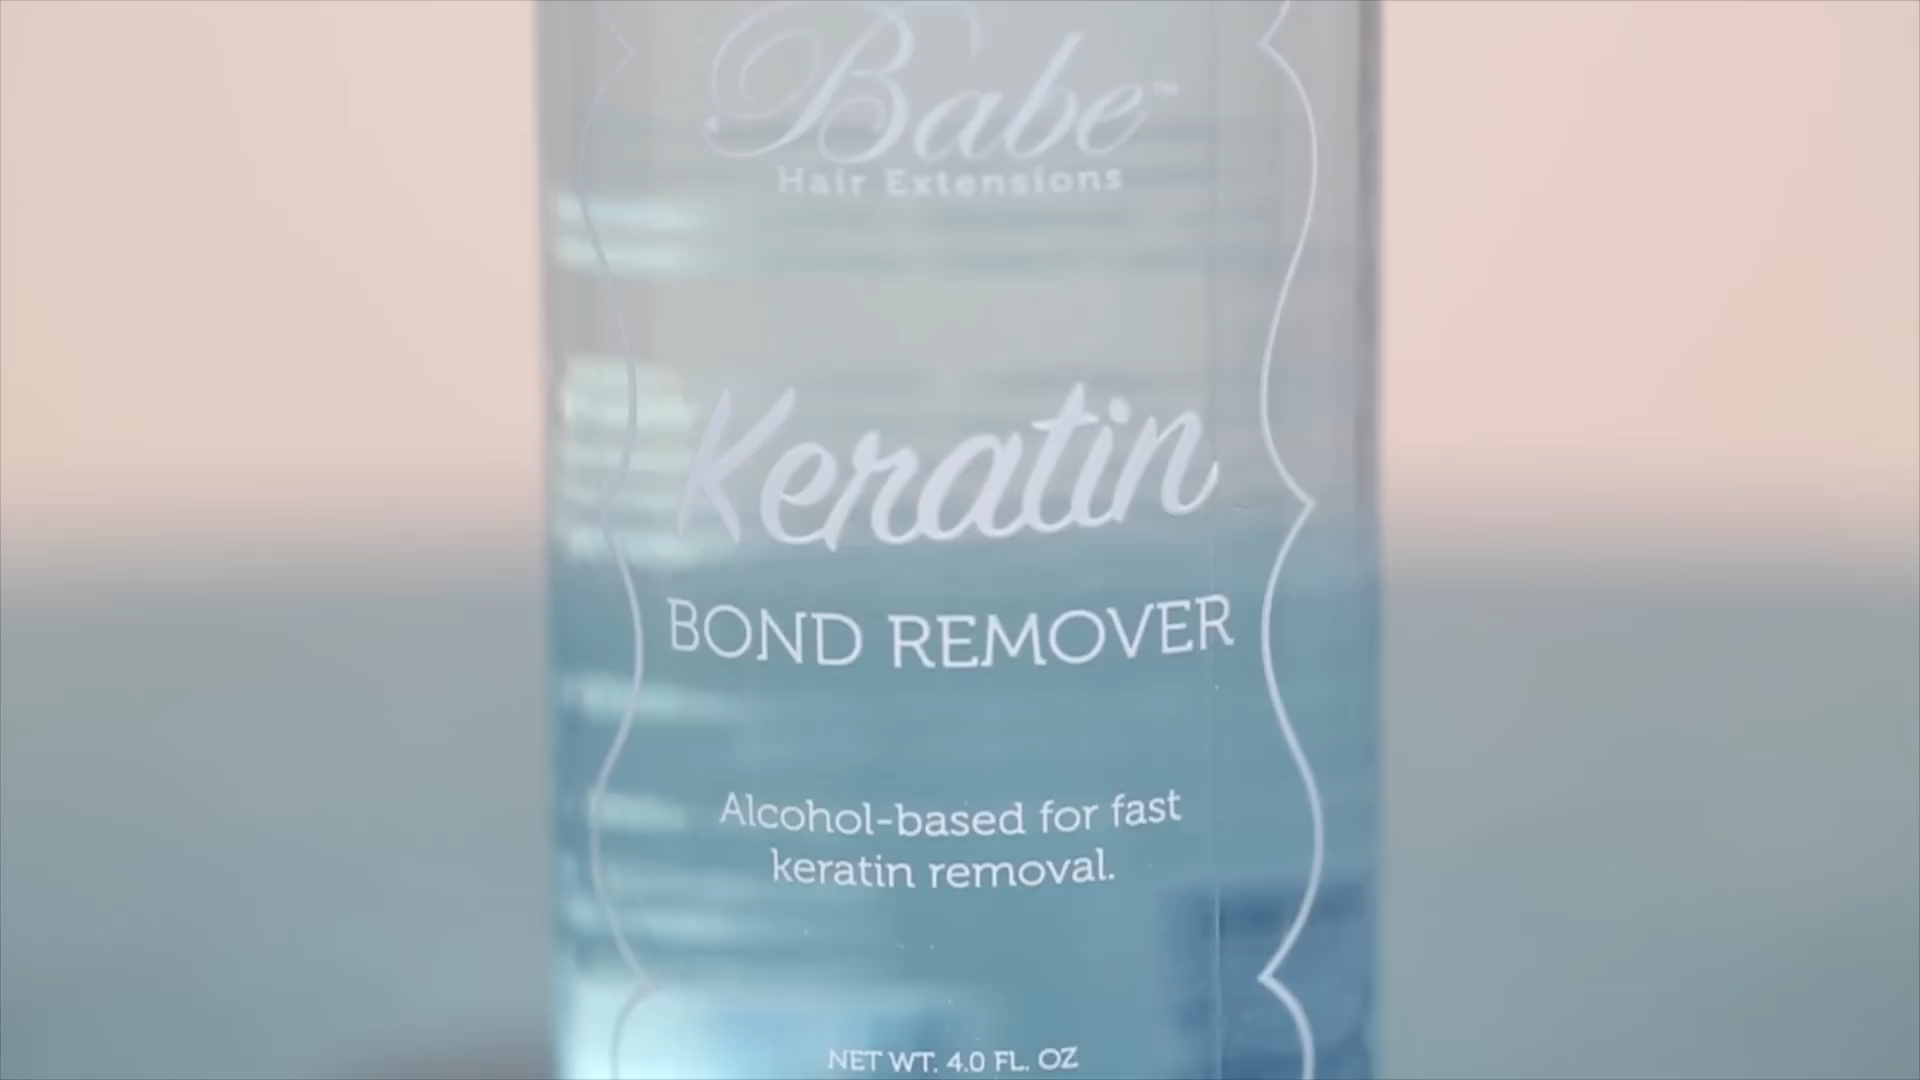 Babe™
Hair Extensions
Keratin
BOND REMOVER
Alcohol-based for fast
keratin removal.
NET WT. 4.0 FL. OZ